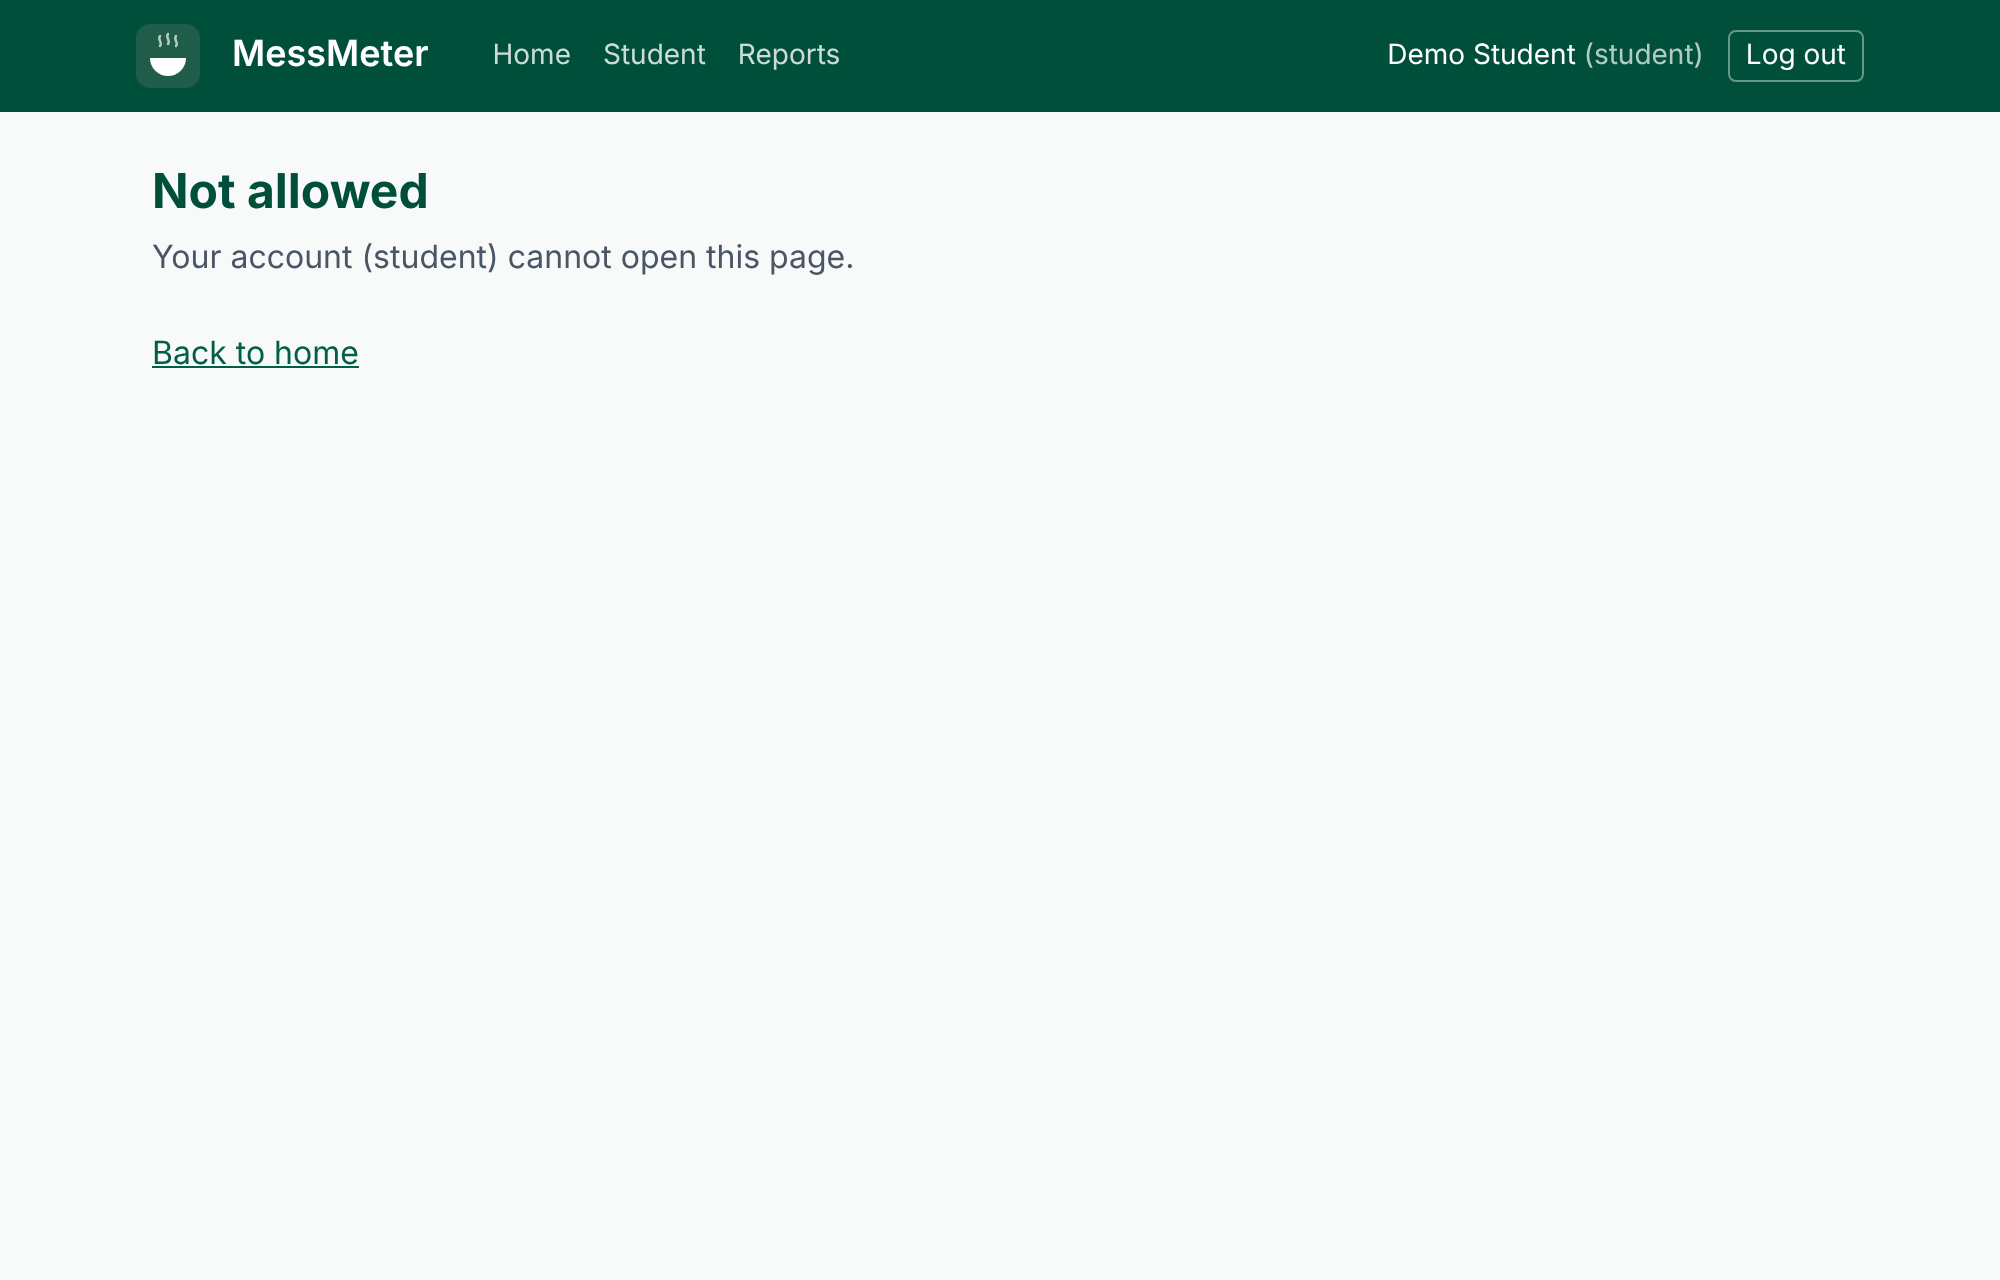 MessMeter Home Student Reports Demo Student (student) Log out
Not allowed
Your account (student) cannot open this page.
Back to home